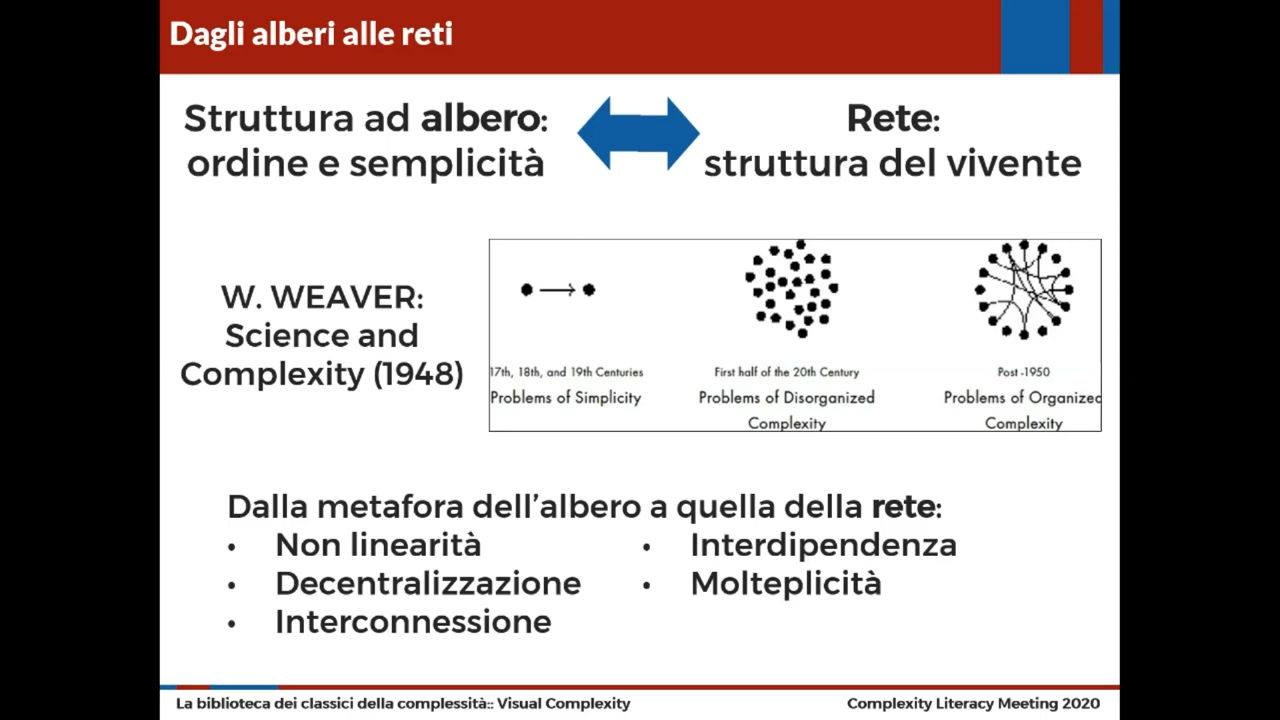 Dagli alberi alle reti
Struttura ad albero:
ordine e semplicità
Rete:
struttura del vivente
W. WEAVER:
Science and
Complexity (1948)
17th, 18th, and 19th Centuries
Problems of Simplicity
First half of the 20th Century
Problems of Disorganized
Complexity
Post -1950
Problems of Organized
Complexity
Dalla metafora dell'albero a quella della rete:
• Non linearità
• Decentralizzazione
• Interconnessione
• Interdipendenza
• Molteplicità
La biblioteca dei classici della complessità:: Visual Complexity
Complexity Literacy Meeting 2020